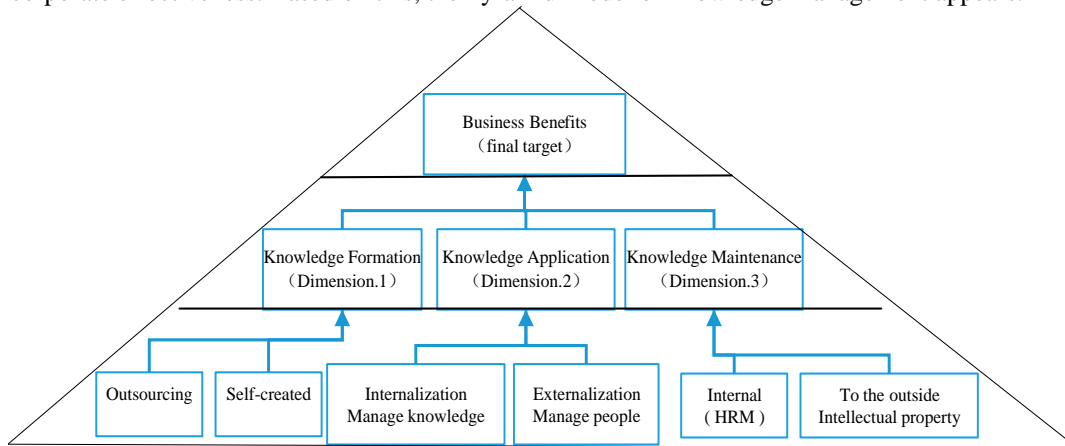 Business Benefits
（final target）
Knowledge Formation
（Dimension.1）
Knowledge Application
（Dimension.2）
Knowledge Maintenance
（Dimension.3）
Outsourcing
Self-created
Internalization
Manage knowledge
Externalization
Manage people
Internal
( HRM )
To the outside
Intellectual property